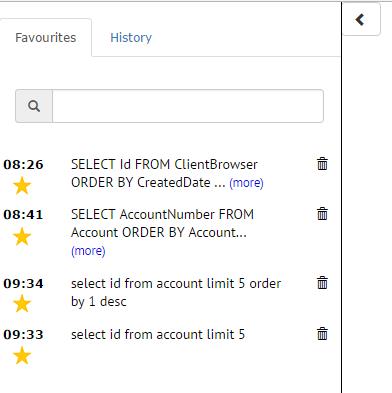 Favourites
History
08:26 SELECT Id FROM ClientBrowser
ORDER BY CreatedDate ... (more)
08:41 SELECT AccountNumber FROM
Account ORDER BY Account...
(more)
09:34 select id from account limit 5 order
by 1 desc
09:33 select id from account limit 5